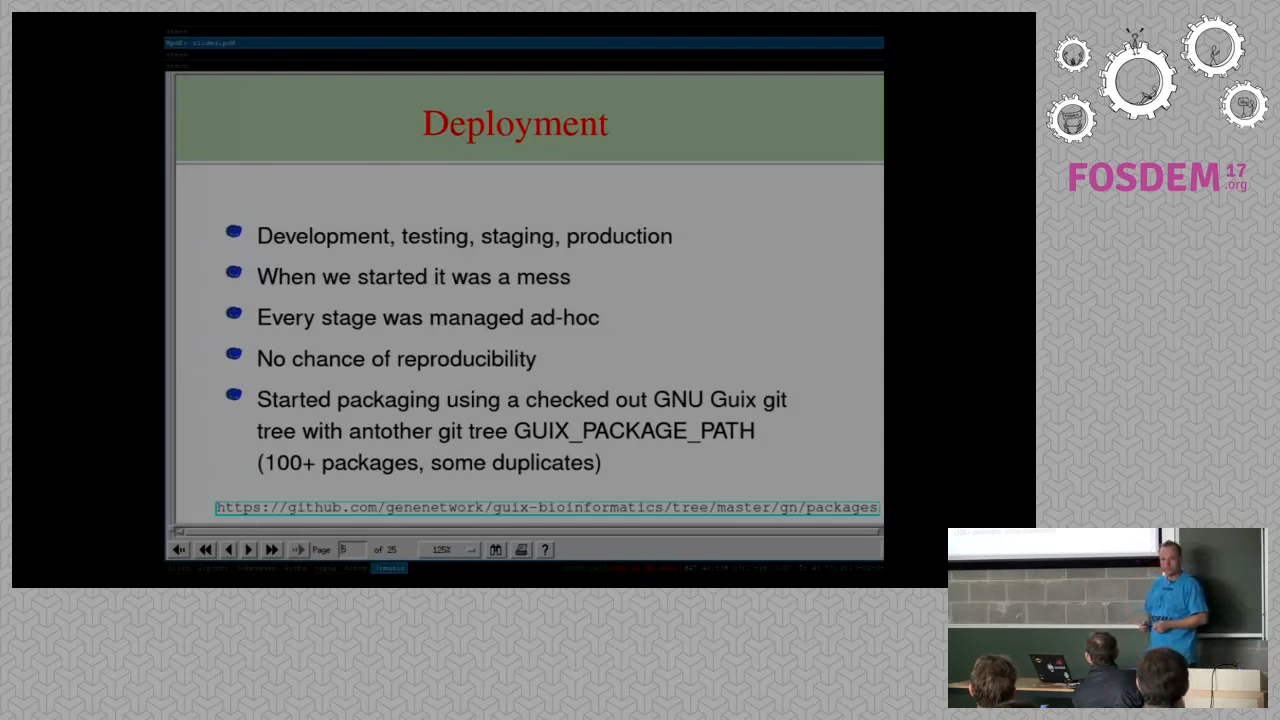 xpdf: slides.pdf
Deployment
Development, testing, staging, production
When we started it was a mess
Every stage was managed ad-hoc
No chance of reproducibility
Started packaging using a checked out GNU Guix git
tree with antother git tree GUIX_PACKAGE_PATH
(100+ packages, some duplicates)
https://github.com/genenetwork/guix-bioinformatics/tree/master/gn/packages
Page 5 of 25 125% ?
FOSDEM 17
.org